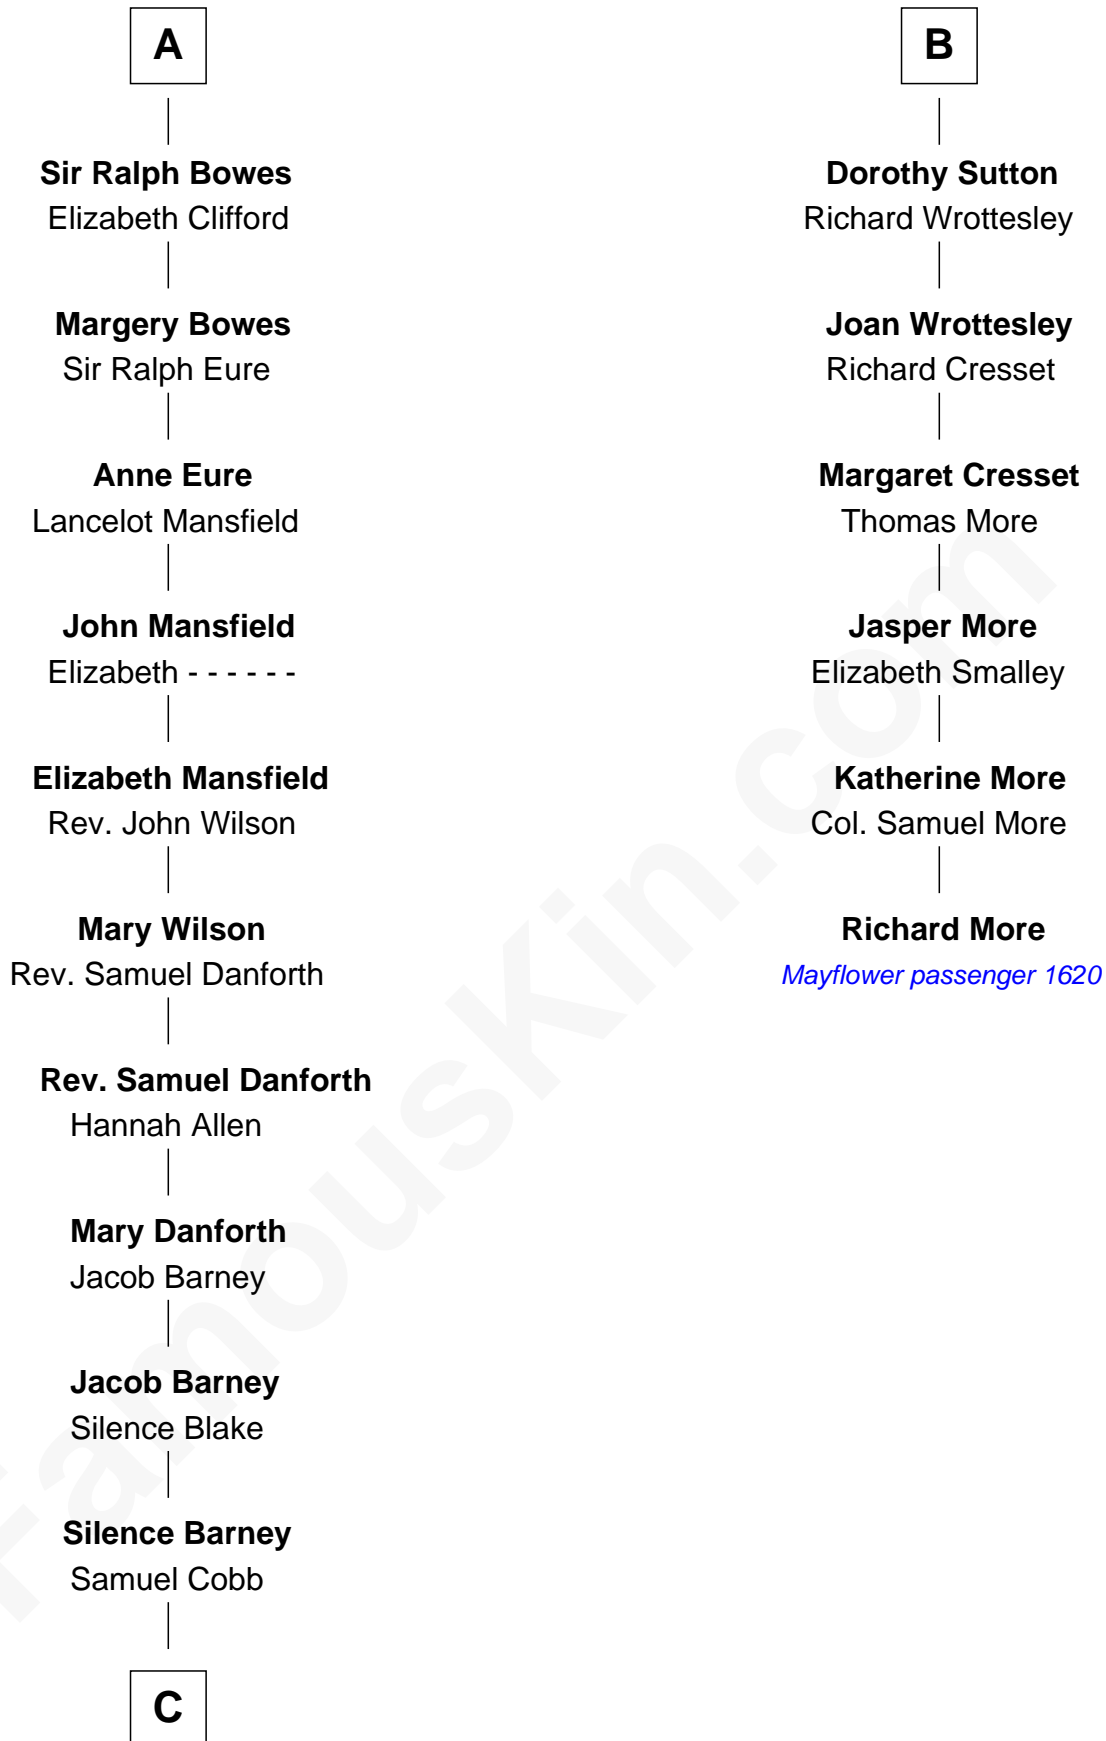 A
Sir Ralph Bowes
Elizabeth Clifford
Margery Bowes
Sir Ralph Eure
Anne Eure
Lancelot Mansfield
John Mansfield
Elizabeth - - - - - -
Elizabeth Mansfield
Rev. John Wilson
Mary Wilson
Rev. Samuel Danforth
Rev. Samuel Danforth
Hannah Allen
Mary Danforth
Jacob Barney
Jacob Barney
Silence Blake
Silence Barney
Samuel Cobb
C
B
Dorothy Sutton
Richard Wrottesley
Joan Wrottesley
Richard Cresset
Margaret Cresset
Thomas More
Jasper More
Elizabeth Smalley
Katherine More
Col. Samuel More
Richard More
Mayflower passenger 1620
FamousKin.com